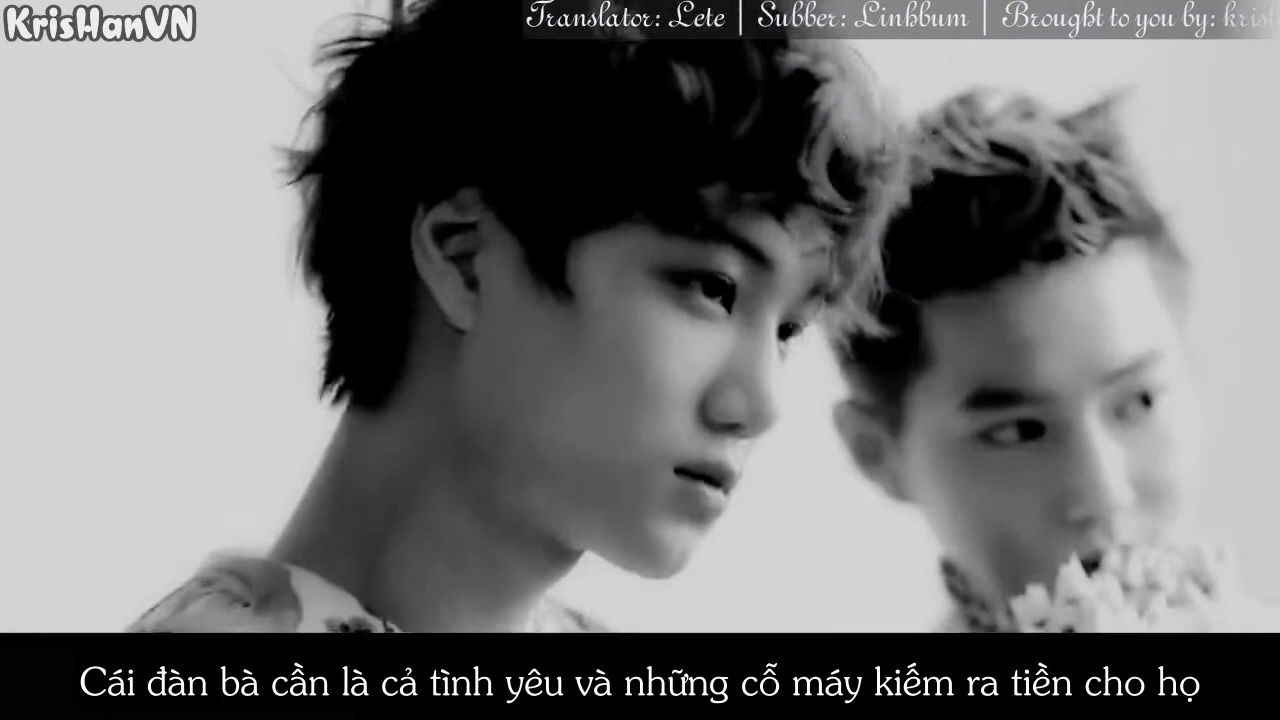 KrisHanVN
Translator: Lete | Subber: Linhbum | Brought to you by:
Cái đàn bà cần là cả tình yêu và những cỗ máy kiếm ra tiền cho họ